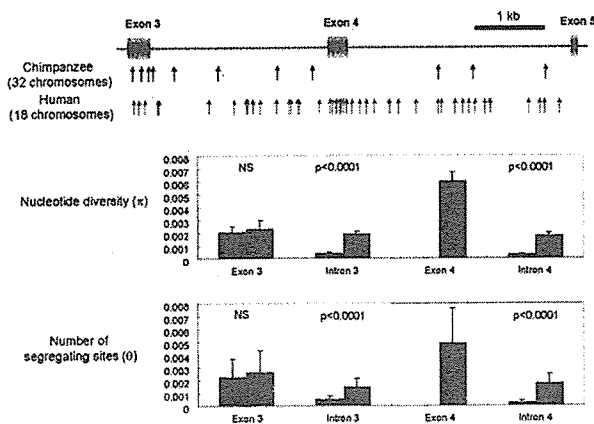 Exon 3
Exon 4
1 kb
Exon 5
Chimpanzee
(32 chromosomes)
Human
(18 chromosomes)
Nucleotide diversity (π)
0.008
0.007
0.006
0.005
0.004
0.003
0.002
0.001
0
NS
p<0.0001
p<0.0001
Exon 3
Intron 3
Exon 4
Intron 4
Number of
segregating sites (θ)
0.008
0.007
0.006
0.005
0.004
0.003
0.002
0.001
0
NS
p<0.0001
p<0.0001
Exon 3
Intron 3
Exon 4
Intron 4